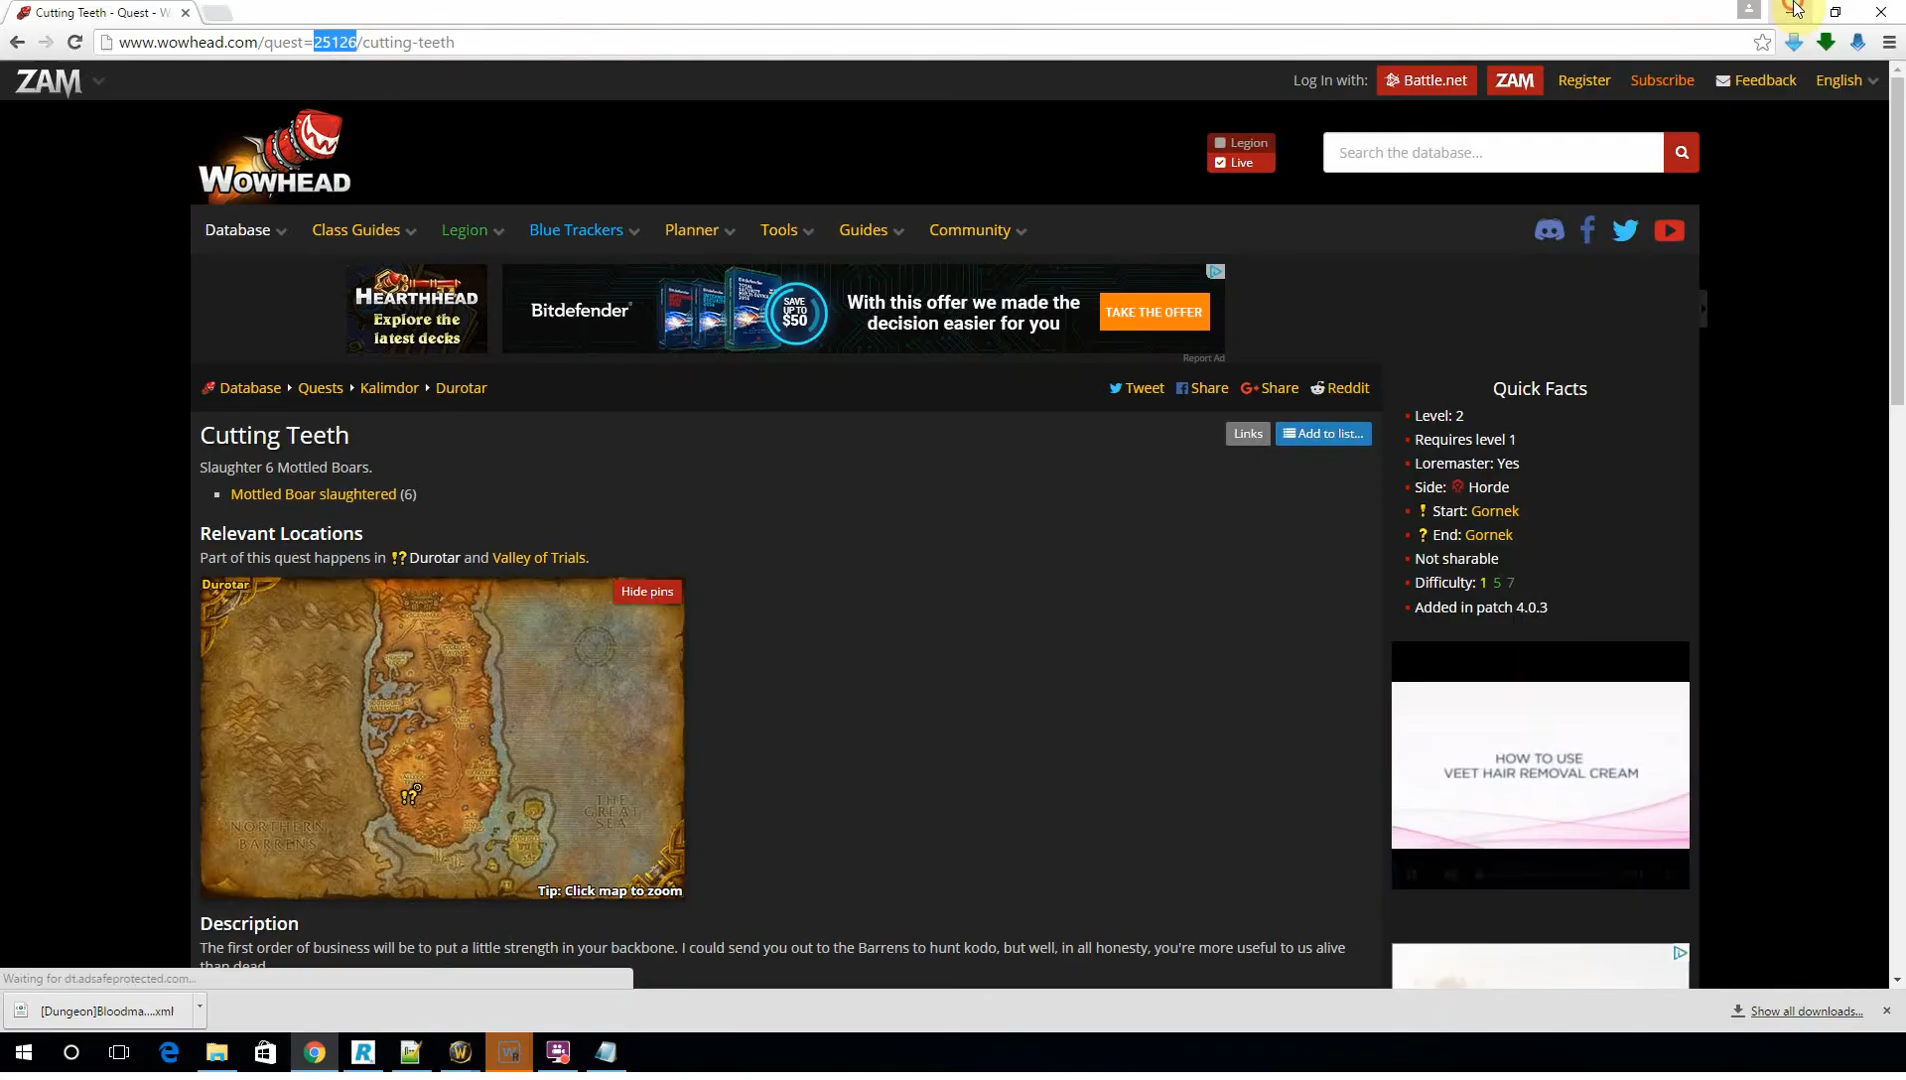 Cutting Teeth - Quest - W
www.wowhead.com/quest=25126/cutting-teeth
ZAM
Log In with:
Battle.net
ZAM
Register
Subscribe
Feedback
English
WOWHEAD
Legion
Live
Search the database...
Database
Class Guides
Legion
Blue Trackers
Planner
Tools
Guides
Community
HEARTHHEAD
Explore the
latest decks
Bitdefender
SAVE
UP TO
$50
With this offer we made the
decision easier for you
TAKE THE OFFER
Report Ad
Database
Quests
Kalimdor
Durotar
Tweet
Share
Share
Reddit
Cutting Teeth
Links
Add to list...
Slaughter 6 Mottled Boars.
Mottled Boar slaughtered (6)
Relevant Locations
Part of this quest happens in Durotar and Valley of Trials.
Durotar
Hide pins
NORTHERN
BARRENS
THE
GREAT
SEA
Tip: Click map to zoom
Description
The first order of business will be to put a little strength in your backbone. I could send you out to the Barrens to hunt kodo, but well, in all honesty, you're more useful to us alive
than dead
Quick Facts
Level: 2
Requires level 1
Loremaster: Yes
Side: Horde
! Start: Gornek
? End: Gornek
Not sharable
Difficulty: 1 5 7
Added in patch 4.0.3
HOW TO USE
VEET HAIR REMOVAL CREAM
Waiting for dt.adsafeprotected.com...
[Dungeon]Bloodma....xml
Show all downloads...